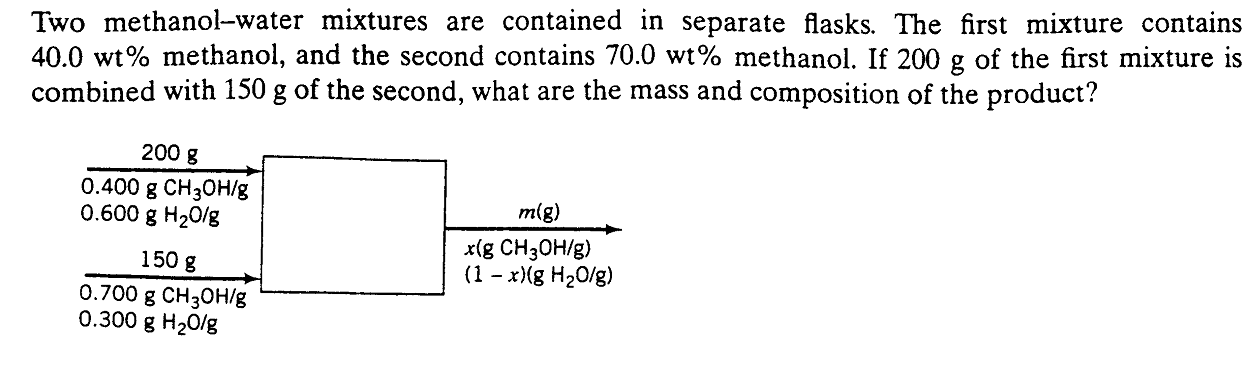 Two methanol–water mixtures are contained in separate flasks. The first mixture contains
40.0 wt% methanol, and the second contains 70.0 wt% methanol. If 200 g of the first mixture is
combined with 150 g of the second, what are the mass and composition of the product?
200 g
0.400 g CH₃OH/g
0.600 g H₂O/g
m(g)
x(g CH₃OH/g)
(1 – x)(g H₂O/g)
150 g
0.700 g CH₃OH/g
0.300 g H₂O/g